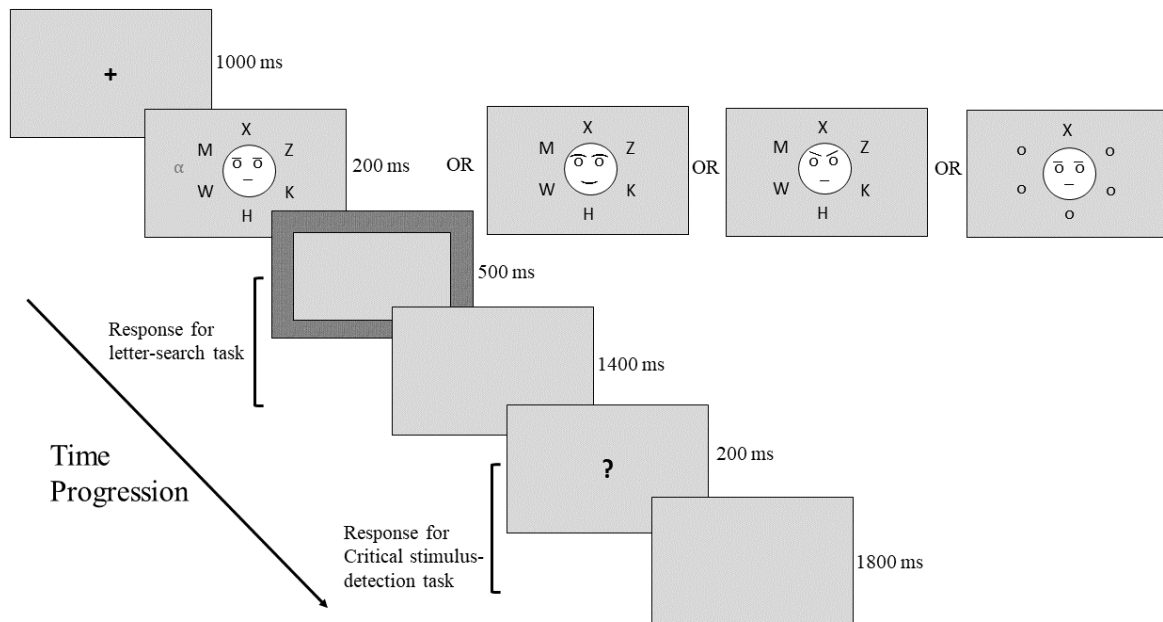 +
1000 ms
X
M Z
α
W K
H
200 ms
OR
X
M Z
W K
H
OR
X
M Z
W K
H
OR
X
o o
o o
o
500 ms
Response for
letter-search task
1400 ms
Time
Progression
?
200 ms
Response for
Critical stimulus-
detection task
1800 ms